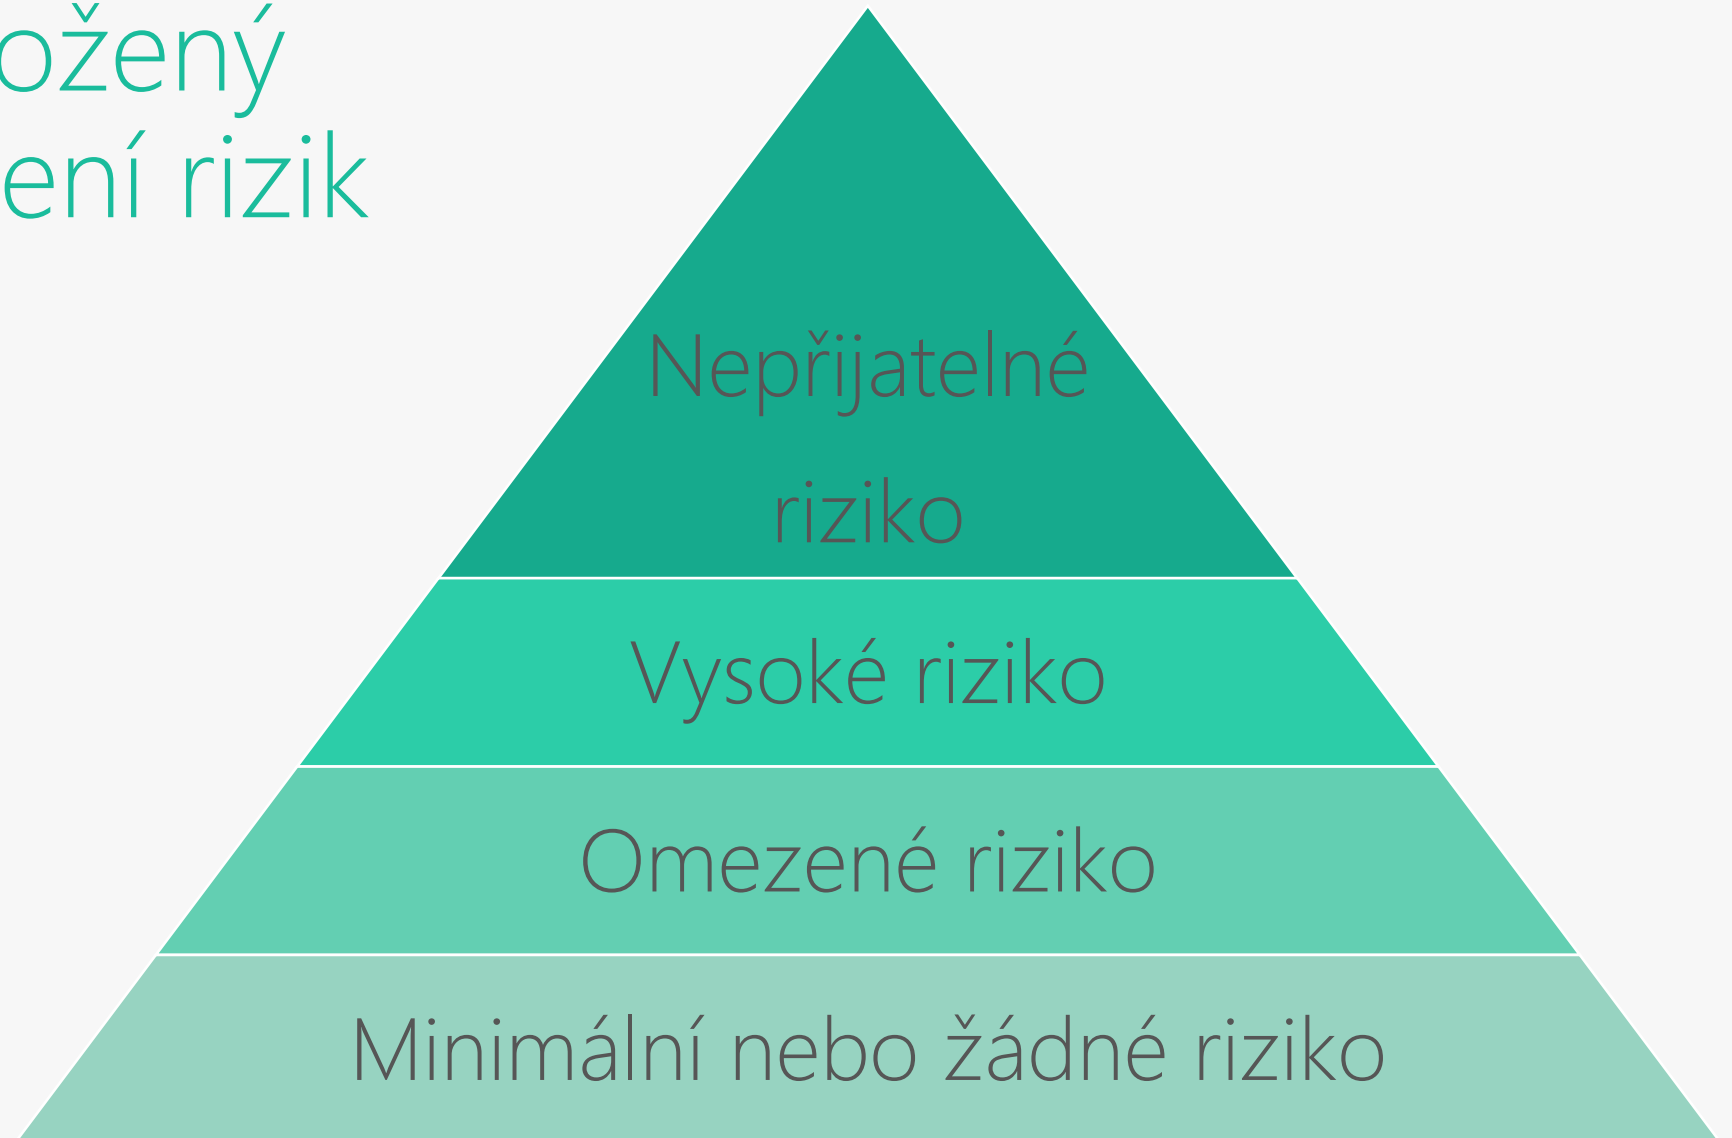 ožený
ení rizik
Nepřijatelné
riziko
Vysoké riziko
Omezené riziko
Minimální nebo žádné riziko